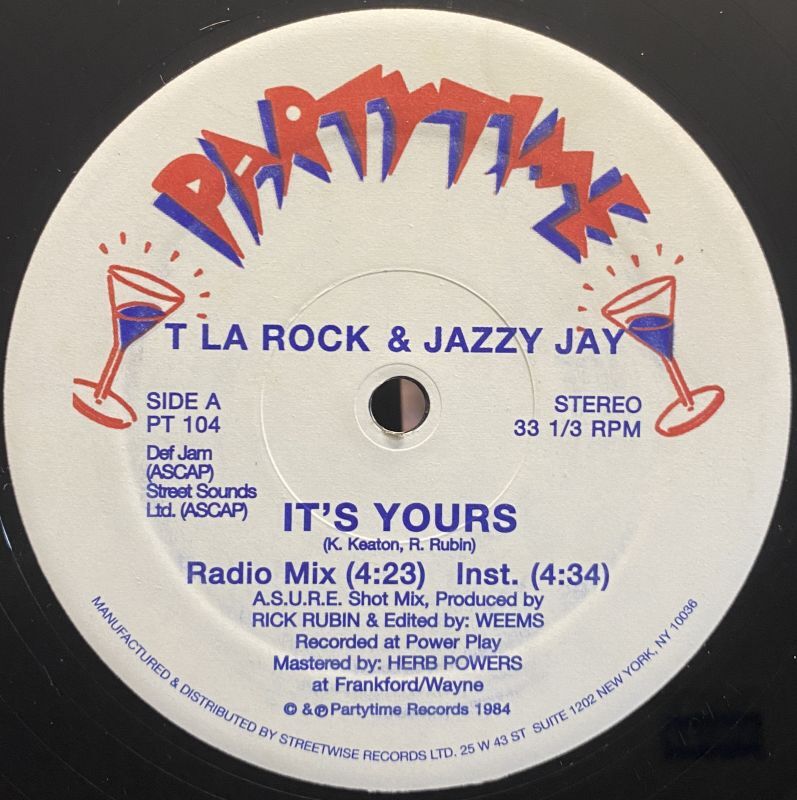 PARTYTIME
T LA ROCK & JAZZY JAY
SIDE A
PT 104
STEREO
33 1/3 RPM
Def Jam
(ASCAP)
Street Sounds
Ltd. (ASCAP)
IT'S YOURS
(K. Keaton, R. Rubin)
Radio Mix (4:23) Inst. (4:34)
A.S.U.R.E. Shot Mix, Produced by
RICK RUBIN & Edited by: WEEMS
Recorded at Power Play
Mastered by: HERB POWERS
at Frankford/Wayne
© & ℗ Partytime Records 1984
MANUFACTURED & DISTRIBUTED BY STREETWISE RECORDS LTD. 25 W 43 ST SUITE 1202 NEW YORK, NY 10036